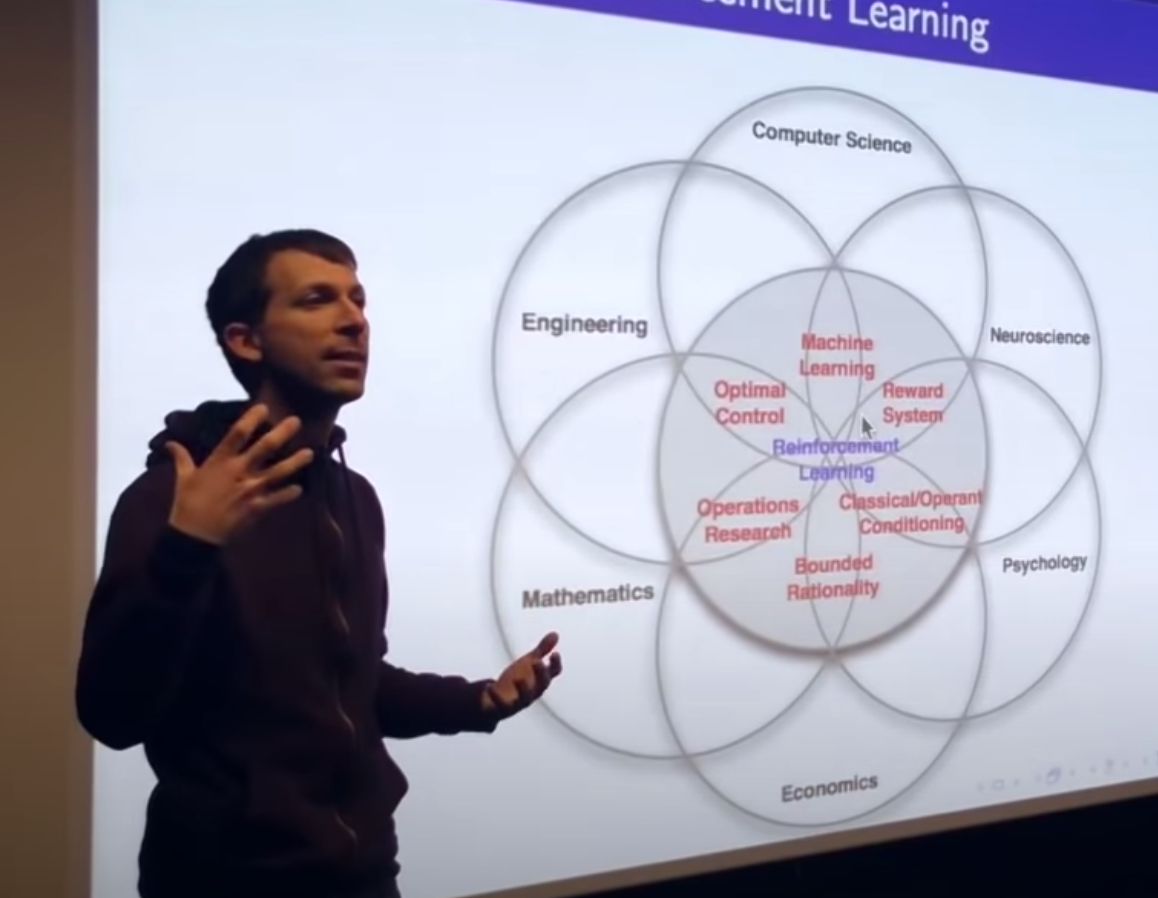 Learning
Computer Science
Engineering
Neuroscience
Machine
Learning
Optimal
Control
Reward
System
Reinforcement
Learning
Operations
Research
Classical/Operant
Conditioning
Bounded
Rationality
Mathematics
Psychology
Economics